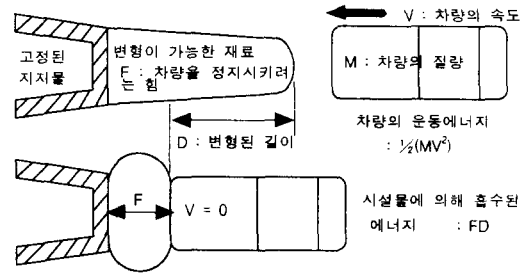 V : 차량의 속도
고정된
지지물
변형이 가능한 재료
F : 차량을 정지시키려
는 힘
M : 차량의 질량
D : 변형된 길이
차량의 운동에너지
: ½(MV²)
F
V = 0
시설물에 의해 흡수된
에너지 : FD